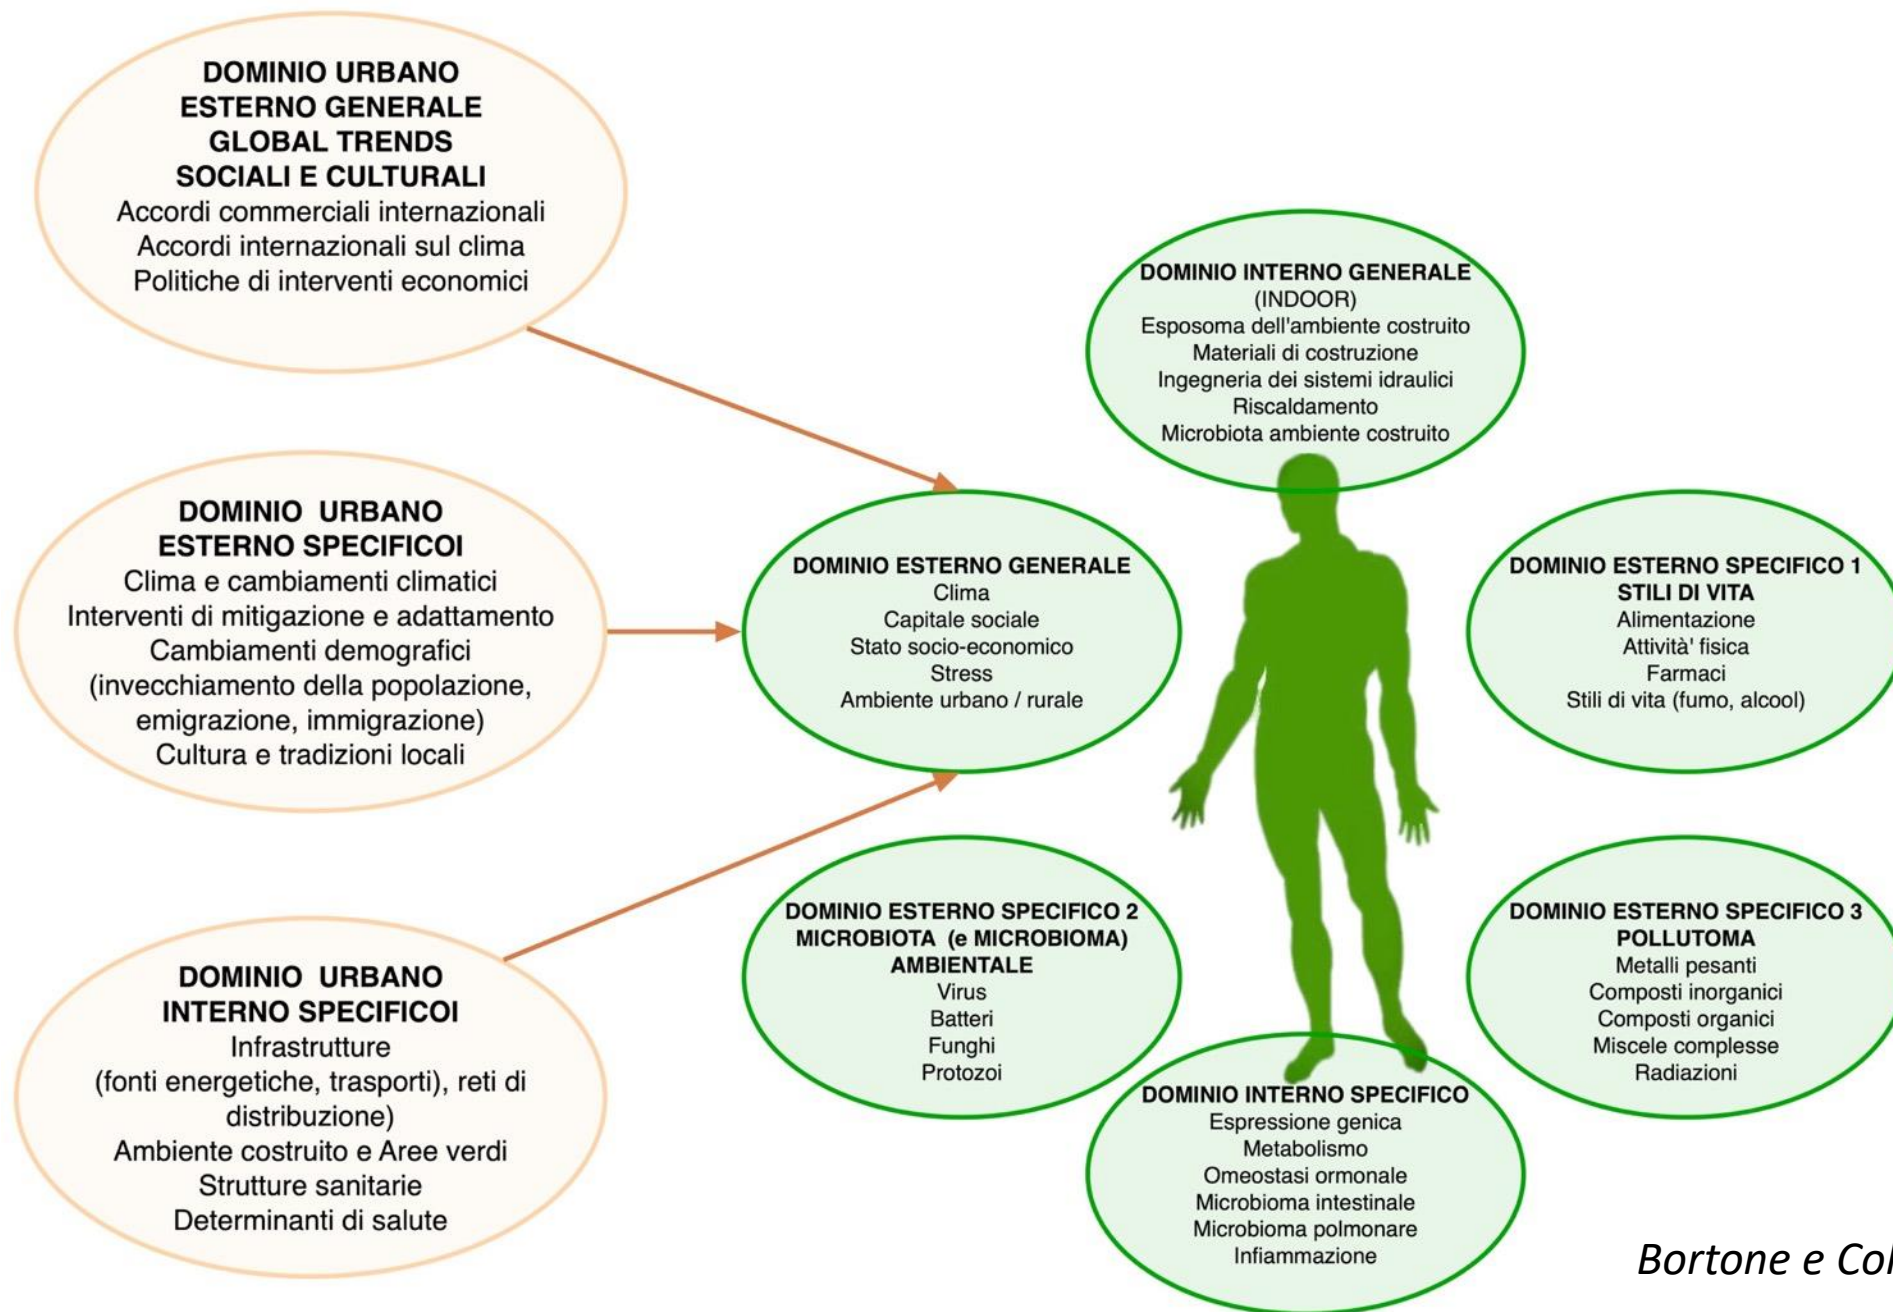 DOMINIO URBANO
ESTERNO GENERALE
GLOBAL TRENDS
SOCIALI E CULTURALI
Accordi commerciali internazionali
Accordi internazionali sul clima
Politiche di interventi economici
DOMINIO INTERNO GENERALE
(INDOOR)
Esposoma dell'ambiente costruito
Materiali di costruzione
Ingegneria dei sistemi idraulici
Riscaldamento
Microbiota ambiente costruito
DOMINIO URBANO
ESTERNO SPECIFICOI
Clima e cambiamenti climatici
Interventi di mitigazione e adattamento
Cambiamenti demografici
(invecchiamento della popolazione,
emigrazione, immigrazione)
Cultura e tradizioni locali
DOMINIO ESTERNO GENERALE
Clima
Capitale sociale
Stato socio-economico
Stress
Ambiente urbano / rurale
DOMINIO ESTERNO SPECIFICO 1
STILI DI VITA
Alimentazione
Attività' fisica
Farmaci
Stili di vita (fumo, alcool)
DOMINIO URBANO
INTERNO SPECIFICOI
Infrastrutture
(fonti energetiche, trasporti), reti di
distribuzione)
Ambiente costruito e Aree verdi
Strutture sanitarie
Determinanti di salute
DOMINIO ESTERNO SPECIFICO 2
MICROBIOTA (e MICROBIOMA)
AMBIENTALE
Virus
Batteri
Funghi
Protozoi
DOMINIO ESTERNO SPECIFICO 3
POLLUTOMA
Metalli pesanti
Composti inorganici
Composti organici
Miscele complesse
Radiazioni
DOMINIO INTERNO SPECIFICO
Espressione genica
Metabolismo
Omeostasi ormonale
Microbioma intestinale
Microbioma polmonare
Infiammazione
Bortone e